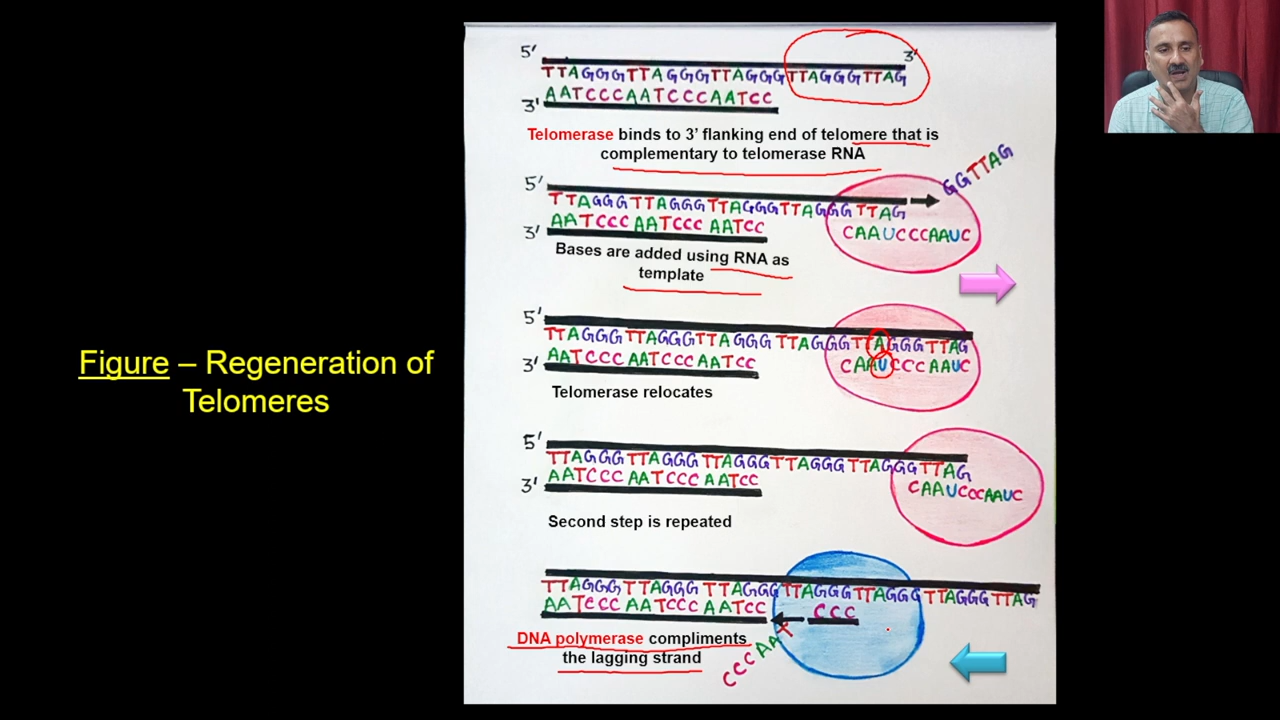 Figure – Regeneration of
Telomeres
5' 3'
TTAGGGTTAGGGTTAGGGTTAGGGTTAG
AATCCCAATCCCAATCC
3'
Telomerase binds to 3' flanking end of telomere that is
complementary to telomerase RNA
GGTTAG
5'
TTAGGGTTAGGGTTAGGGTTAGGGTTAG
AATCCCAATCCCAATCC
3'
CAAUCCCAAUC
Bases are added using RNA as
template
5'
TTAGGGTTAGGGTTAGGGTTAGGGTTAGGGTTAG
AATCCCAATCCCAATCC
3'
CAAUCCCAAUC
Telomerase relocates
5'
TTAGGGTTAGGGTTAGGGTTAGGGTTAGGGTTAG
AATCCCAATCCCAATCC
3'
CAAUCCCAAUC
Second step is repeated
TTAGGGTTAGGGTTAGGGTTAGGGTTAGGGTTAGGGTTAG
AATCCCAATCCCAATCC
CCC
CCCAAT
DNA polymerase compliments
the lagging strand